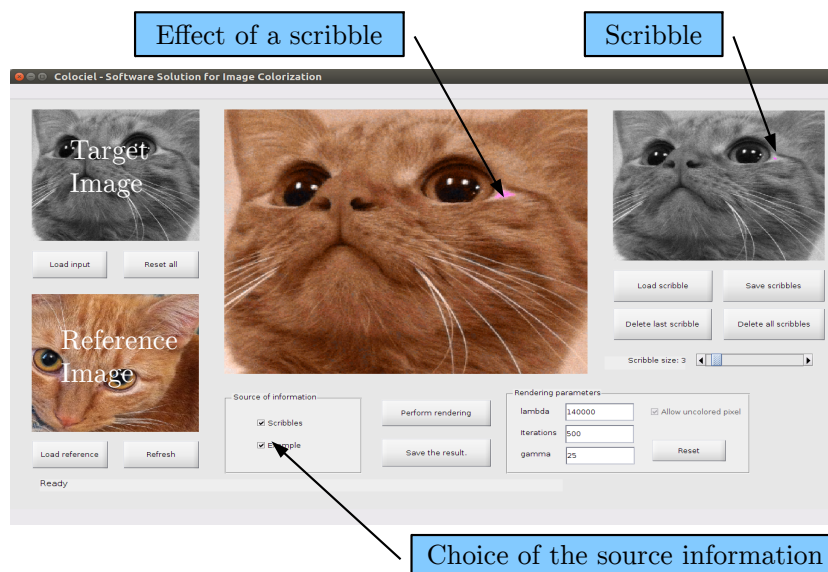 Effect of a scribble
Scribble
Colociel - Software Solution for Image Colorization
Target
Image
Load input
Reset all
Reference
Image
Load reference
Refresh
Ready
Source of information
Scribbles
Example
Perform rendering
Save the result.
Rendering parameters
lambda
140000
Allow uncolored pixel
Iterations
500
gamma
25
Reset
Load scribble
Save scribbles
Delete last scribble
Delete all scribbles
Scribble size: 3
Choice of the source information